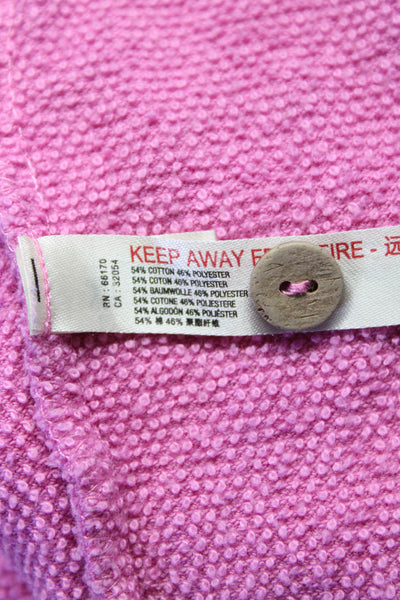 KEEP AWAY F FIRE - 远
54% COTTON 46% POLYESTER
54% COTON 46% POLYESTER
54% BAUMWOLLE 46% POLYESTER
54% COTONE 46% POLIESTERE
54% ALGODÓN 46% POLIÉSTER
54% 棉 46% 聚酯纤维
RN : 66170
CA : 32054